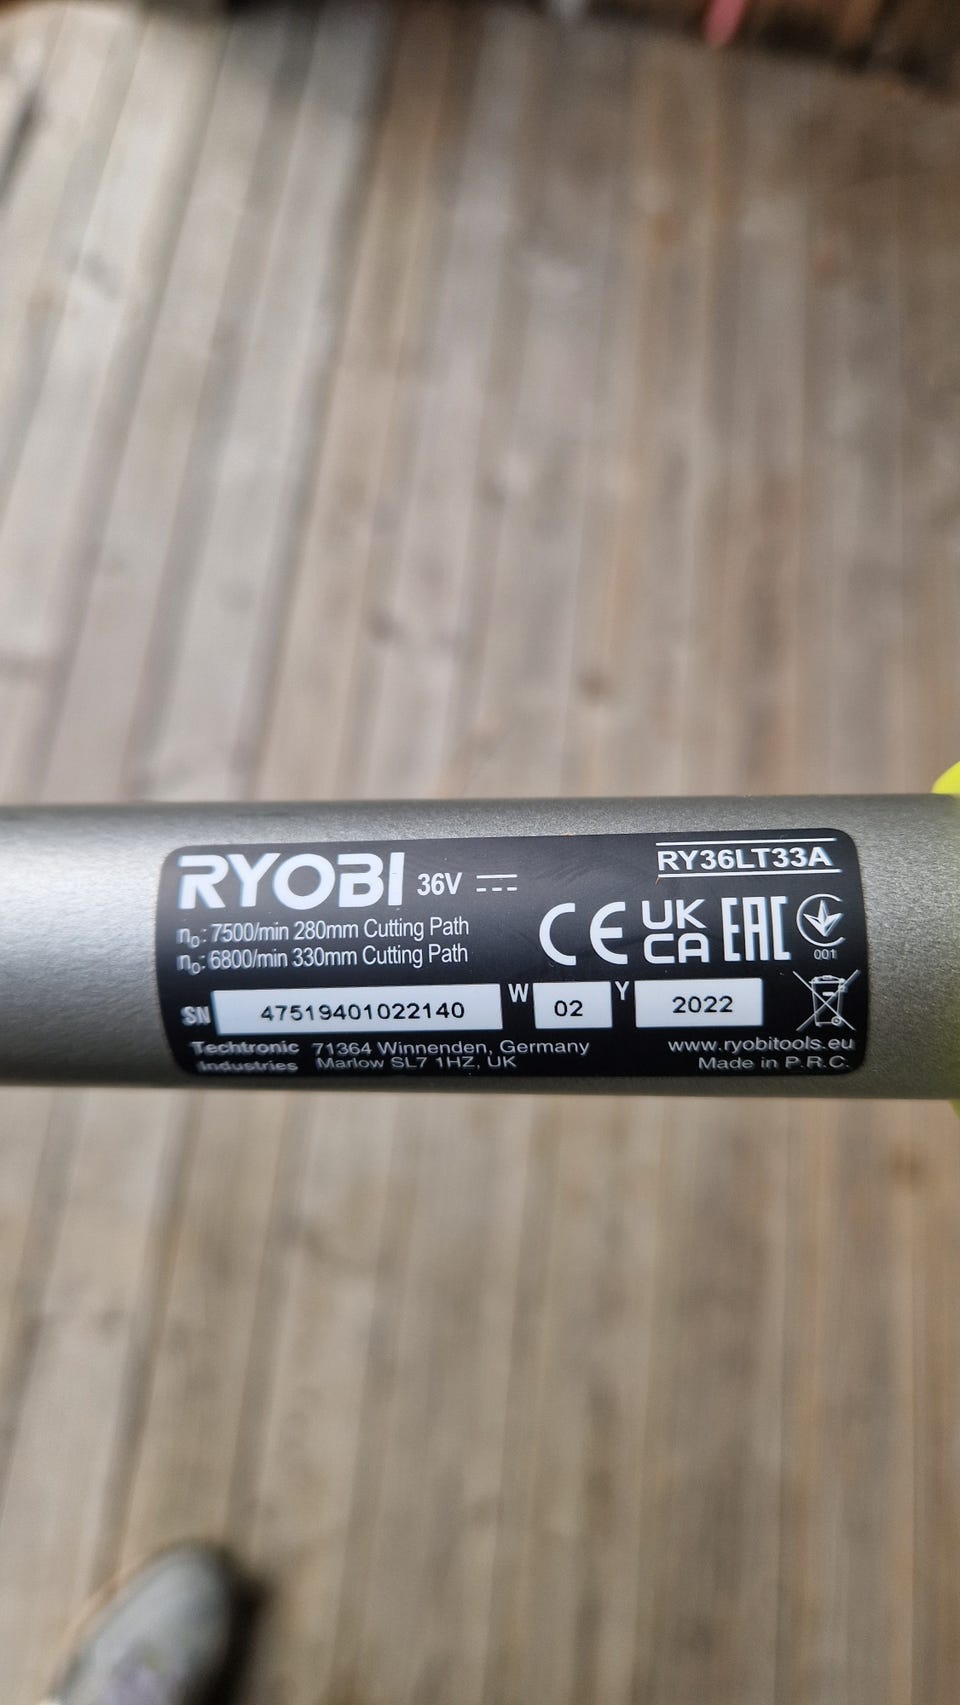 RYOBI 36V
RY36LT33A
n₀: 7500/min 280mm Cutting Path
n₀: 6800/min 330mm Cutting Path
CE UK CA EAC
001
SN 47519401022140 W 02 Y 2022
Techtronic Industries
71364 Winnenden, Germany
Marlow SL7 1HZ, UK
www.ryobitools.eu
Made in P.R.C.